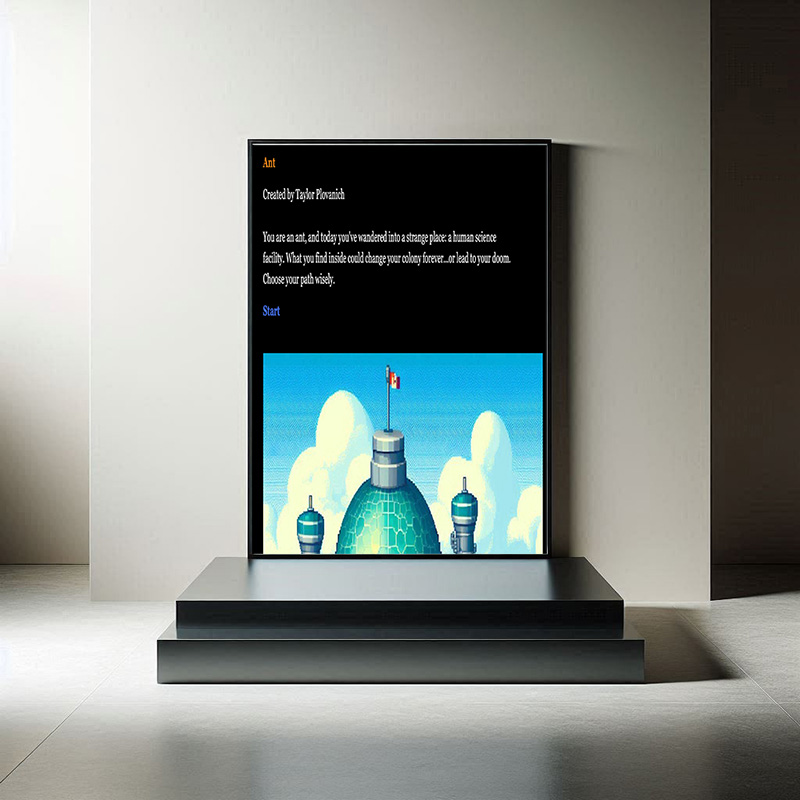 Ant
Created by Taylor Plovanich
You are an ant, and today you've wandered into a strange place: a human science
facility. What you find inside could change your colony forever...or lead to your doom.
Choose your path wisely.
Start